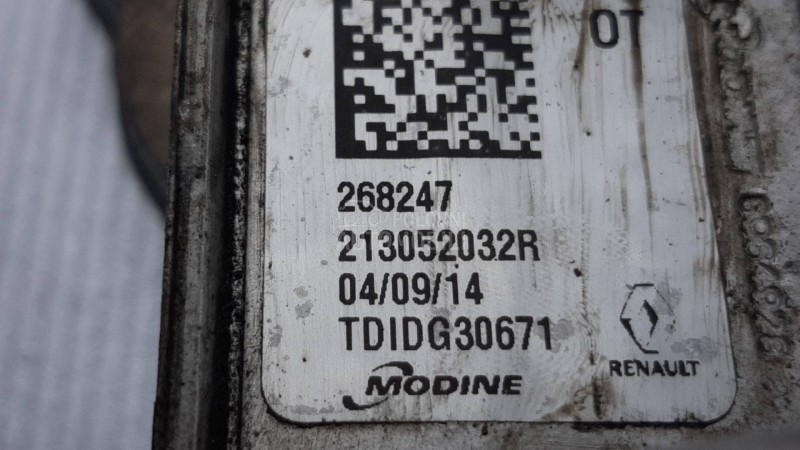 OT
268247
213052032R
04/09/14
TDIDG30671
MODINE
RENAULT